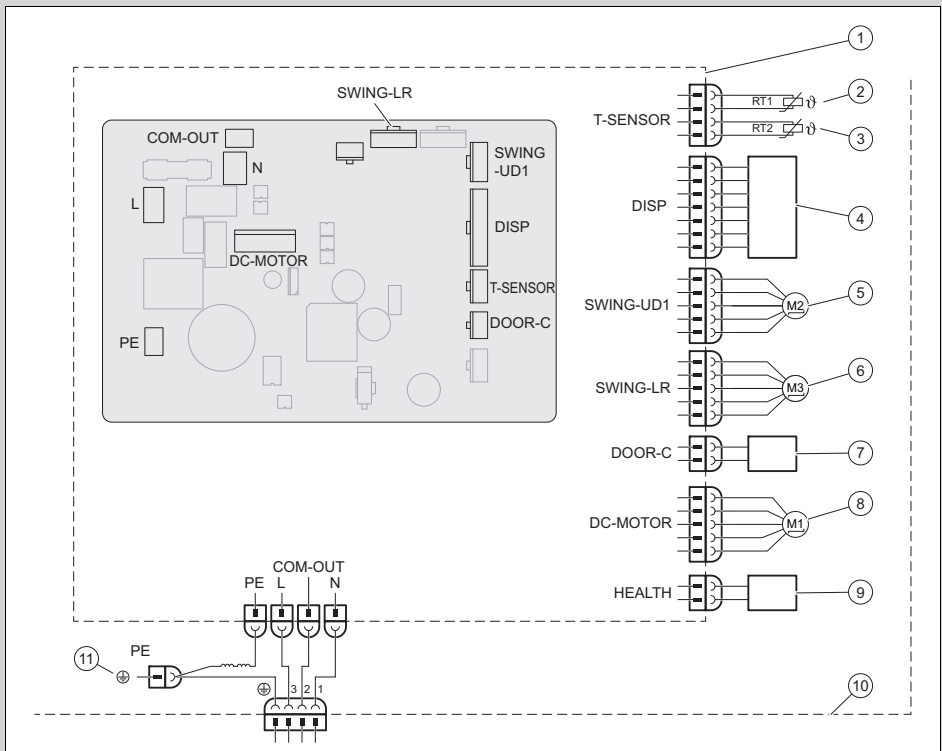 SWING-LR
COM-OUT
N
SWING
-UD1
L
DISP
DC-MOTOR
T-SENSOR
DOOR-C
PE
1
T-SENSOR
RT1
ϑ
2
RT2
ϑ
3
DISP
4
SWING-UD1
M2
5
SWING-LR
M3
6
DOOR-C
7
DC-MOTOR
M1
8
HEALTH
9
COM-OUT
PE L N
11
PE
3 2 1
10